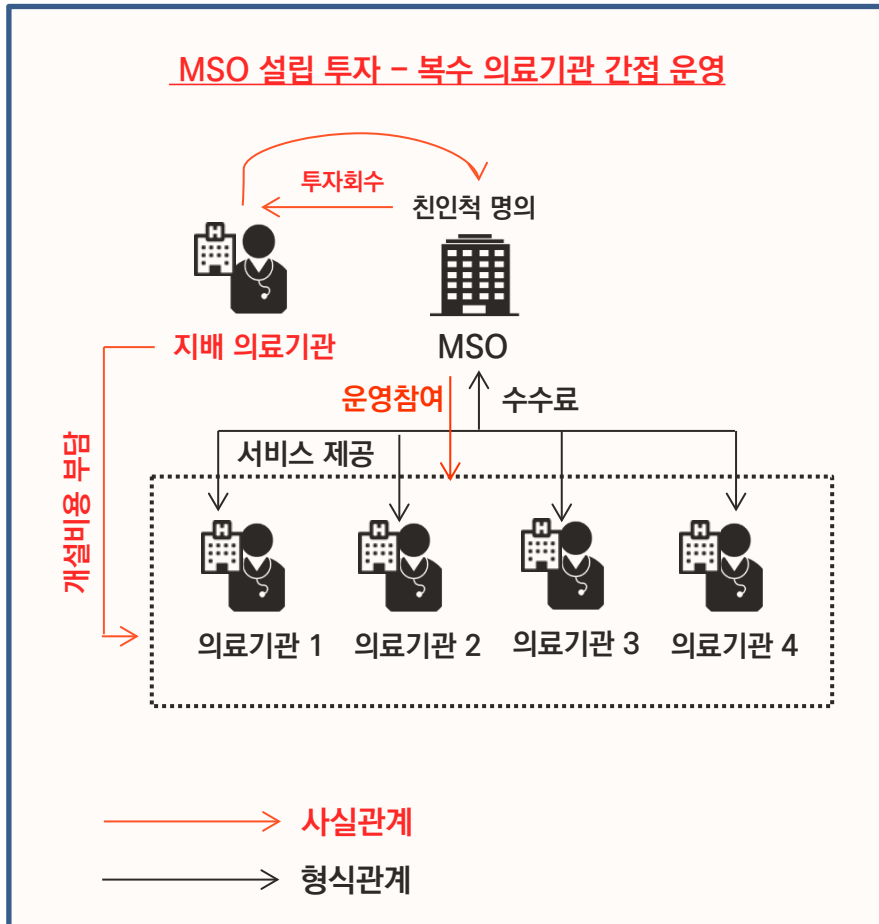 MSO 설립 투자 – 복수 의료기관 간접 운영
투자회수
친인척 명의
H
지배 의료기관
MSO
운영참여
수수료
서비스 제공
개설비용 부담
H
H
H
H
의료기관 1
의료기관 2
의료기관 3
의료기관 4
사실관계
형식관계